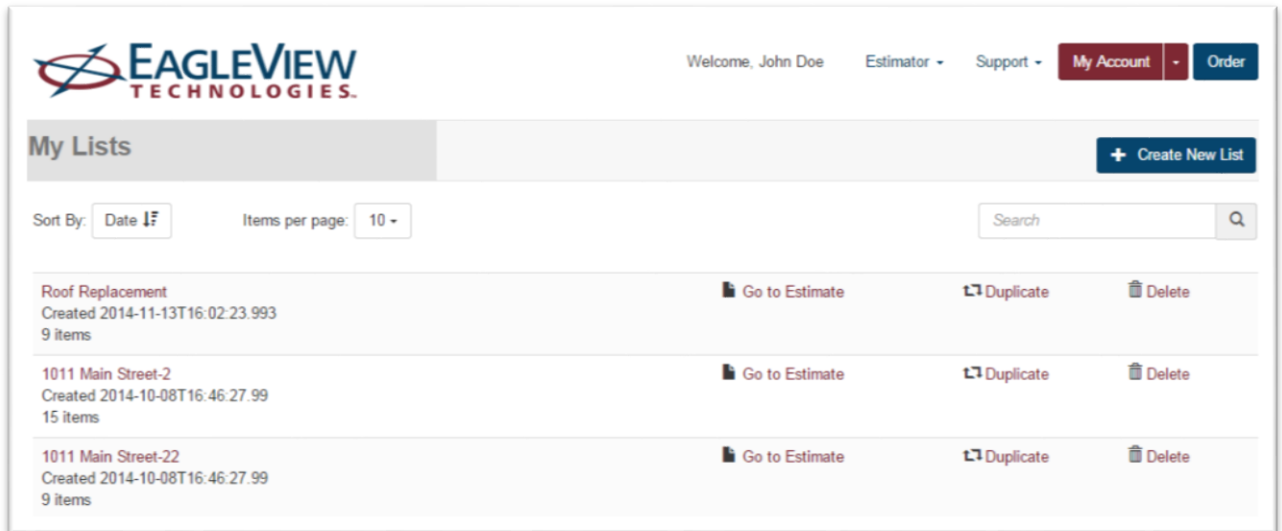 EAGLEVIEW
TECHNOLOGIES
Welcome, John Doe Estimator Support My Account Order
My Lists
Create New List
Sort By: Date Items per page: 10 Search
Roof Replacement Go to Estimate Duplicate Delete
Created 2014-11-13T16:02:23.993
9 items
1011 Main Street-2 Go to Estimate Duplicate Delete
Created 2014-10-08T16:46:27.99
15 items
1011 Main Street-22 Go to Estimate Duplicate Delete
Created 2014-10-08T16:46:27.99
9 items